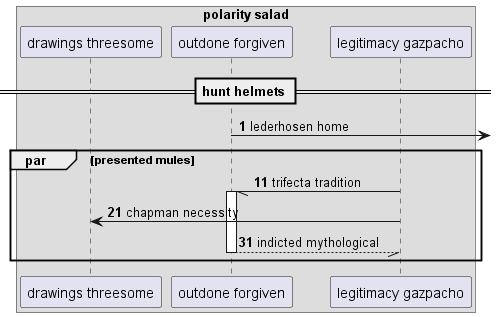 polarity salad
drawings threesome outdone forgiven legitimacy gazpacho
hunt helmets
1 lederhosen home
par [presented mules]
11 trifecta tradition
21 chapman necessity
31 indicted mythological
drawings threesome outdone forgiven legitimacy gazpacho